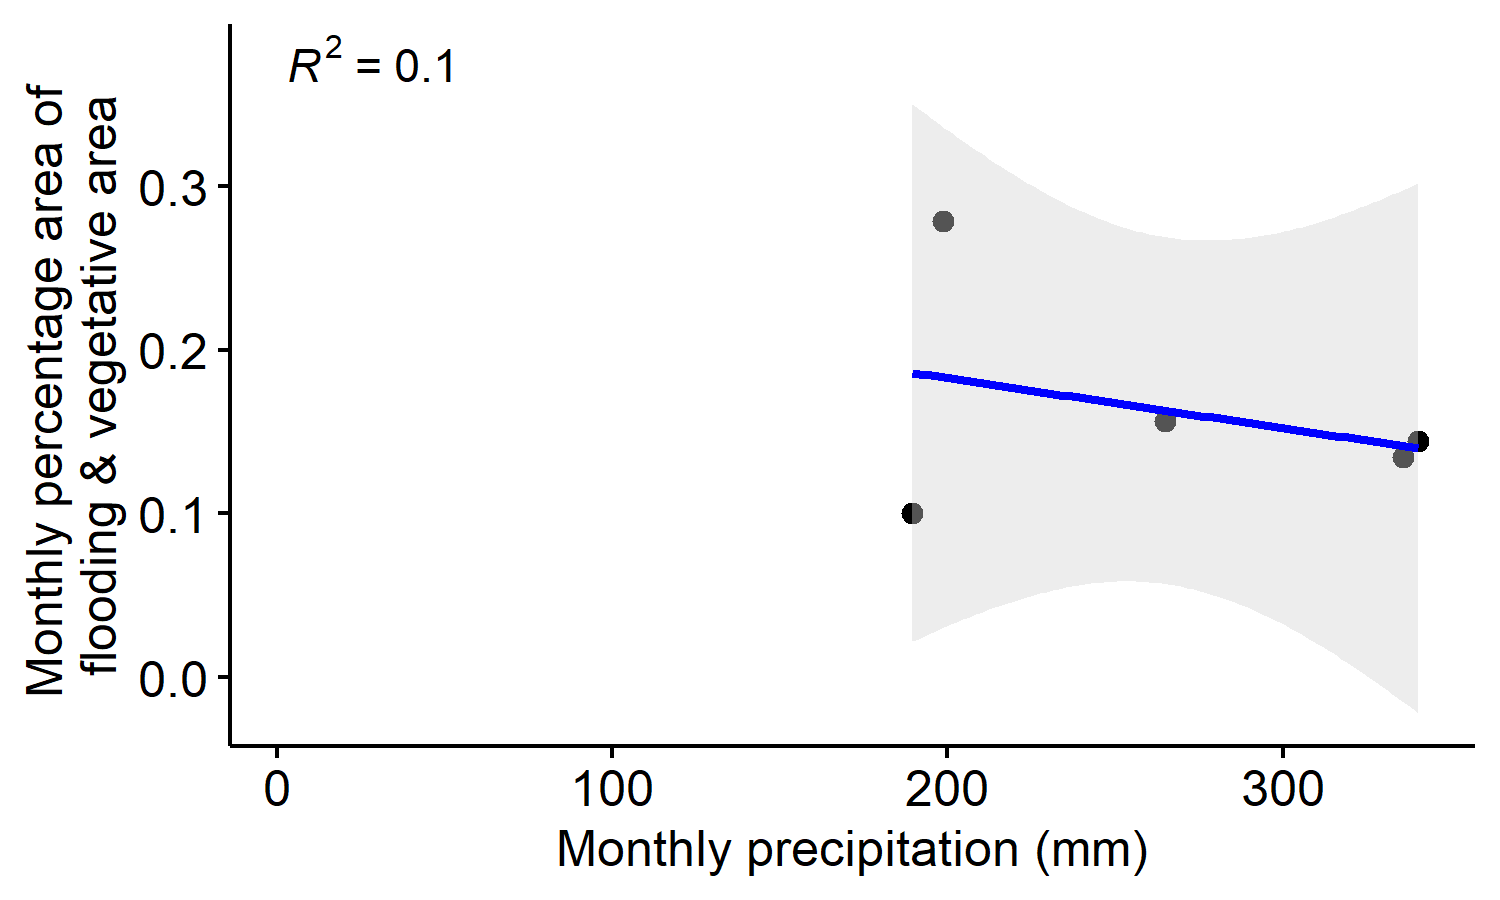 R² = 0.1
Monthly percentage area of
flooding & vegetative area
0.3
0.2
0.1
0.0
0 100 200 300
Monthly precipitation (mm)